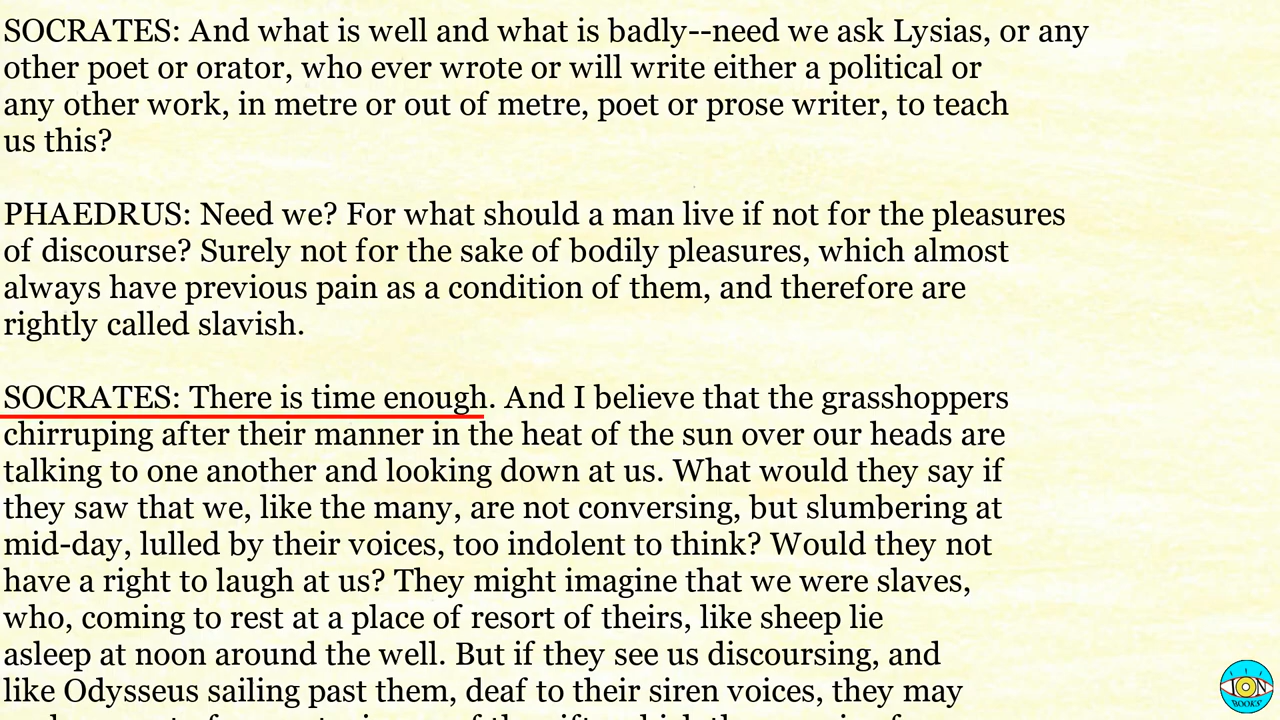 SOCRATES: And what is well and what is badly--need we ask Lysias, or any
other poet or orator, who ever wrote or will write either a political or
any other work, in metre or out of metre, poet or prose writer, to teach
us this?
PHAEDRUS: Need we? For what should a man live if not for the pleasures
of discourse? Surely not for the sake of bodily pleasures, which almost
always have previous pain as a condition of them, and therefore are
rightly called slavish.
SOCRATES: There is time enough. And I believe that the grasshoppers
chirruping after their manner in the heat of the sun over our heads are
talking to one another and looking down at us. What would they say if
they saw that we, like the many, are not conversing, but slumbering at
mid-day, lulled by their voices, too indolent to think? Would they not
have a right to laugh at us? They might imagine that we were slaves,
who, coming to rest at a place of resort of theirs, like sheep lie
asleep at noon around the well. But if they see us discoursing, and
like Odysseus sailing past them, deaf to their siren voices, they may
ION
BOOKS